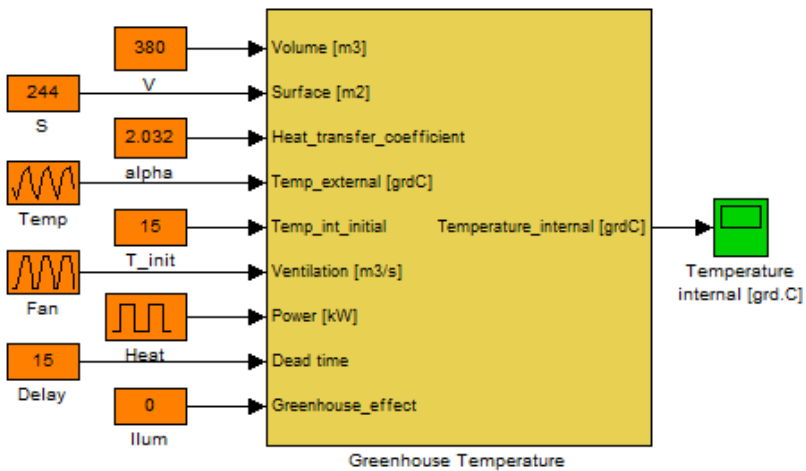 380
Volume [m3]
V
244
Surface [m2]
S
2.032
Heat_transfer_coefficient
alpha
Temp_external [grdC]
Temp
15
Temp_int_initial
Temperature_internal [grdC]
T_init
Ventilation [m3/s]
Fan
Temperature
internal [grd.C]
Power [kW]
Heat
15
Dead time
Delay
0
Greenhouse_effect
Ilum
Greenhouse Temperature